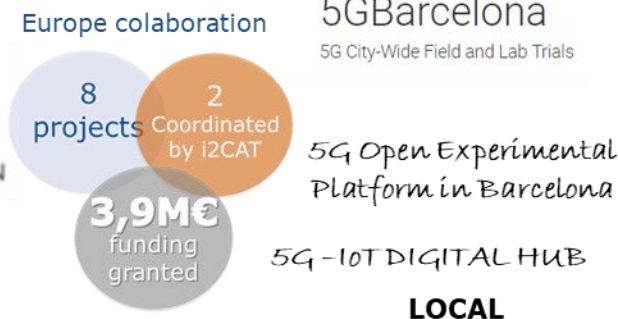 Europe colaboration
8
projects
2
Coordinated
by i2CAT
3,9M€
funding
granted
5GBarcelona
5G City-Wide Field and Lab Trials
5G Open Experimental
Platform in Barcelona
5G-IoT DIGITAL HUB
LOCAL